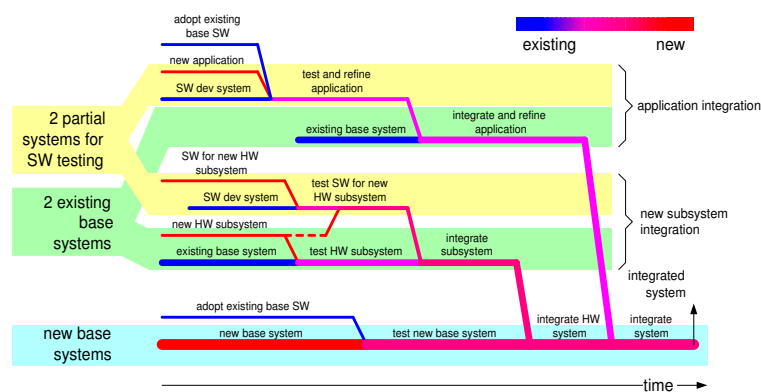 adopt existing
base SW
existing
new
new application
SW dev system
test and refine
application
application integration
2 partial
systems for
SW testing
existing base system
integrate and refine
application
SW for new HW
subsystem
SW dev system
test SW for new
HW subsystem
2 existing
base
systems
new HW subsystem
existing base system
test HW subsystem
integrate
subsystem
new subsystem
integration
integrated
system
adopt existing base SW
new base
systems
new base system
test new base system
integrate HW
system
integrate
system
time